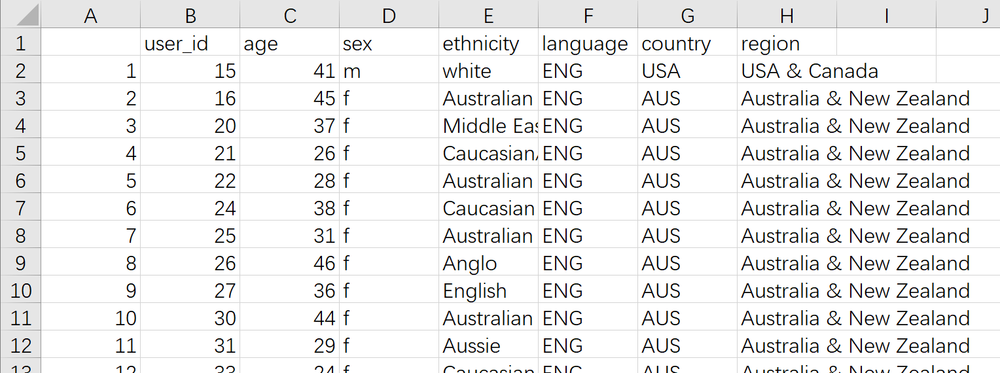 A B C D E F G H I J
1 user_id age sex ethnicity language country region
2 1 15 41 m white ENG USA USA & Canada
3 2 16 45 f Australian ENG AUS Australia & New Zealand
4 3 20 37 f Middle Eas ENG AUS Australia & New Zealand
5 4 21 26 f Caucasian ENG AUS Australia & New Zealand
6 5 22 28 f Australian ENG AUS Australia & New Zealand
7 6 24 38 f Caucasian ENG AUS Australia & New Zealand
8 7 25 31 f Australian ENG AUS Australia & New Zealand
9 8 26 46 f Anglo ENG AUS Australia & New Zealand
10 9 27 36 f English ENG AUS Australia & New Zealand
11 10 30 44 f Australian ENG AUS Australia & New Zealand
12 11 31 29 f Aussie ENG AUS Australia & New Zealand
13 12 33 24 f Caucasian ENG AUS Australia & New Zealand